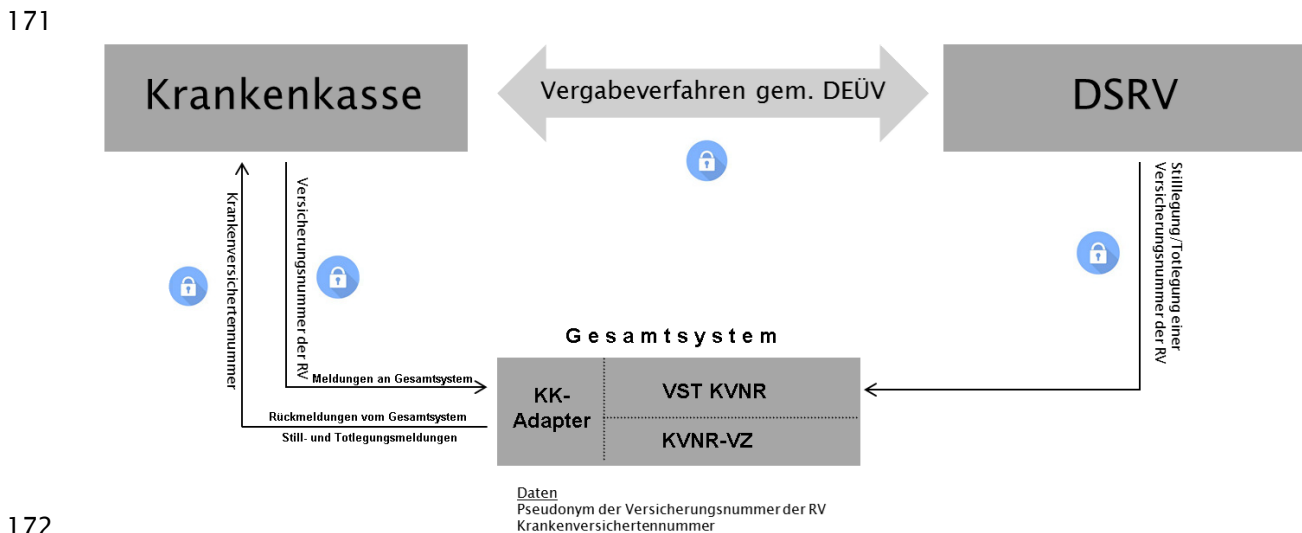 171
Krankenkasse
Vergabeverfahren gem. DEÜV
DSRV
Krankenversichertennummer
Versicherungsnummer der RV
Stilllegung/Totlegung einer
Versicherungsnummer der RV
Gesamtsystem
Meldungen an Gesamtsystem
Rückmeldungen vom Gesamtsystem
Still- und Totlegungsmeldungen
KK-
Adapter
VST KVNR
KVNR-VZ
Daten
Pseudonym der Versicherungsnummer der RV
Krankenversichertennummer
172